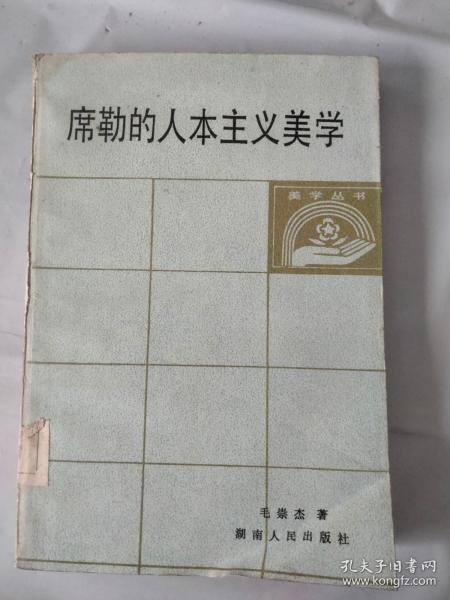 席勒的人本主义美学
美学丛书
毛崇杰 著
湖南人民出版社
孔夫子旧书网
www.kongfz.com